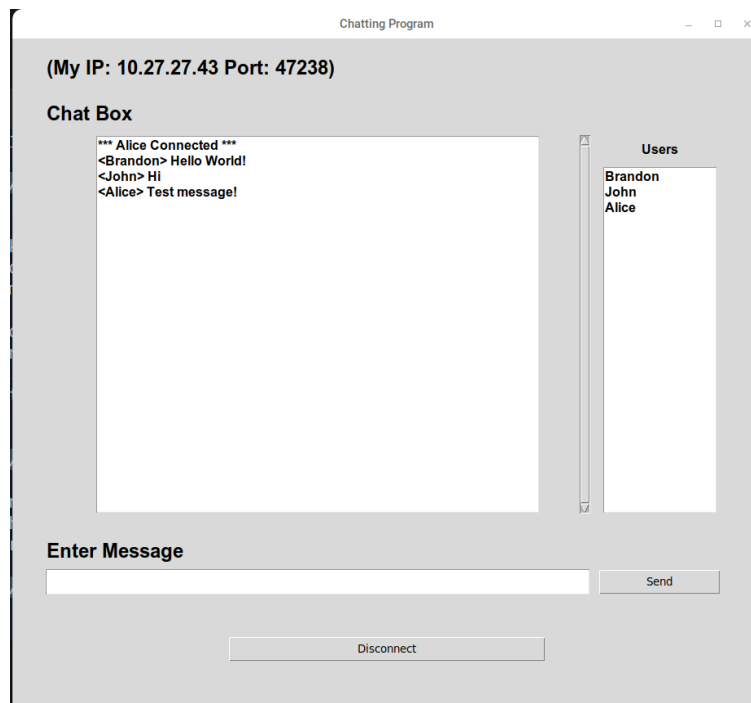 Chatting Program
(My IP: 10.27.27.43 Port: 47238)
Chat Box
*** Alice Connected ***
<Brandon> Hello World!
<John> Hi
<Alice> Test message!
Users
Brandon
John
Alice
Enter Message
Send
Disconnect